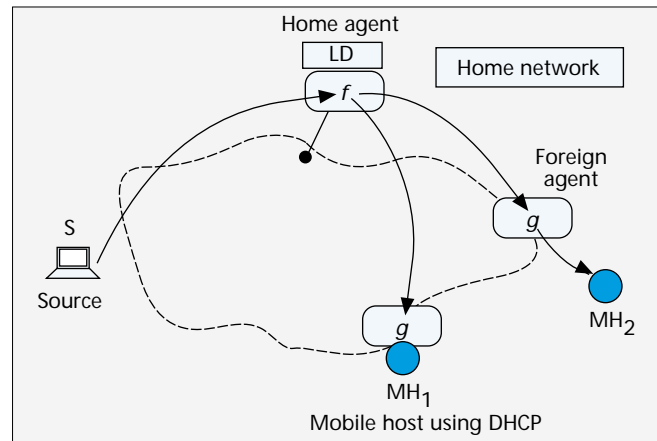 Home agent
LD
Home network
f
Foreign
agent
g
S
Source
g
MH2
MH1
Mobile host using DHCP